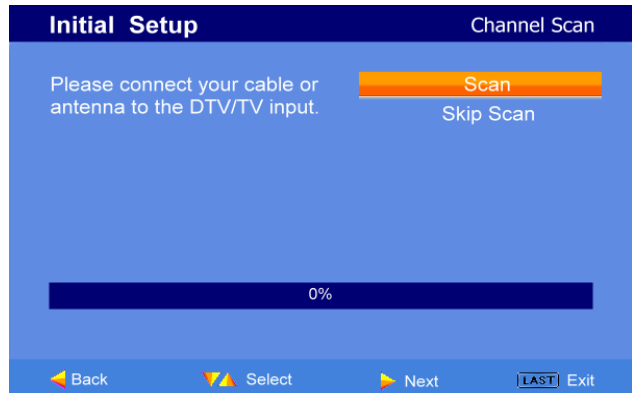 Initial Setup Channel Scan
Please connect your cable or
antenna to the DTV/TV input.
Scan
Skip Scan
0%
Back Select Next LAST Exit